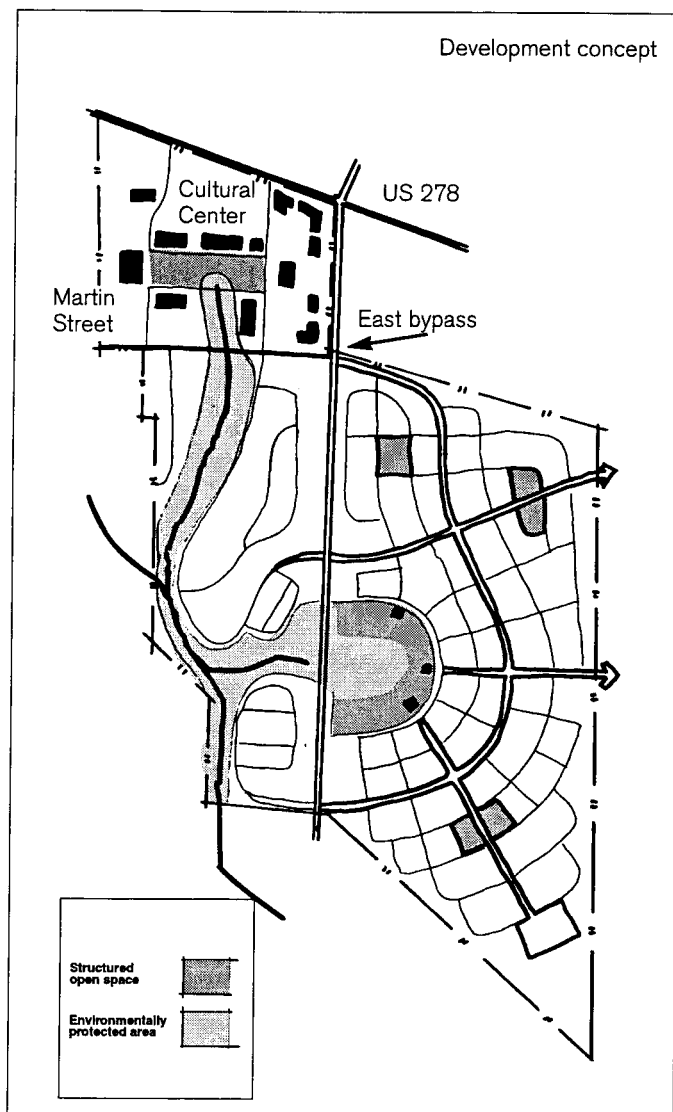 Development concept
US 278
Cultural
Center
Martin
Street
East bypass
Structured
open space
Environmentally
protected area